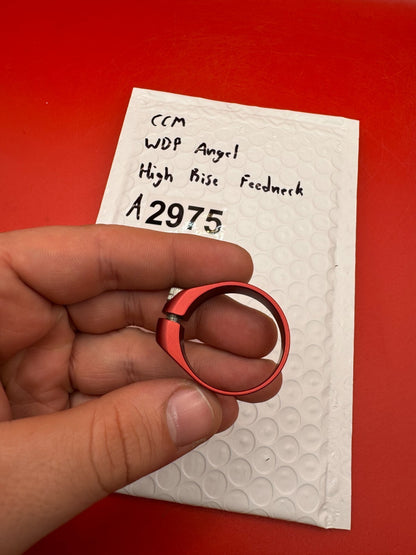 CCM
WDP Angel
High Rise Feedneck
A2975